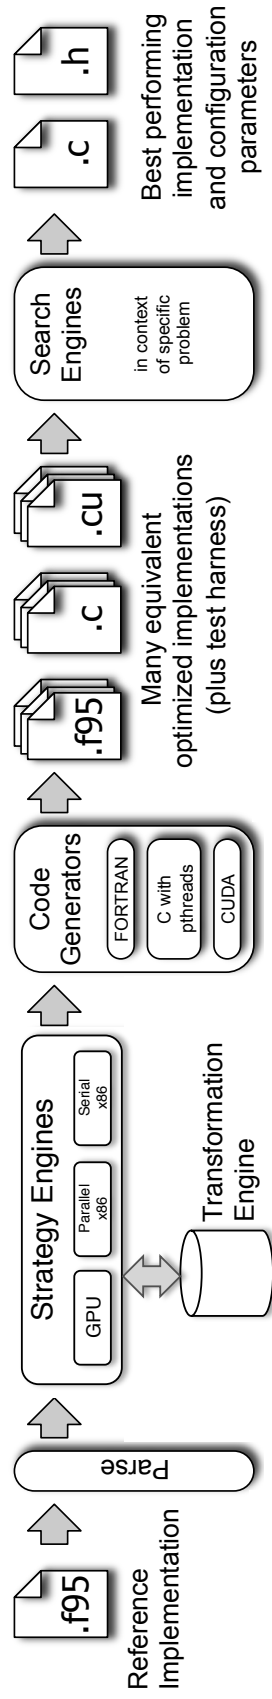 .f95
Reference
Implementation
Parse
Strategy Engines
GPU
Parallel
x86
Serial
x86
Transformation
Engine
Code
Generators
FORTRAN
C with
pthreads
CUDA
.f95
.c
.cu
Many equivalent
optimized implementations
(plus test harness)
Search
Engines
in context
of specific
problem
.c
.h
Best performing
implementation
and configuration
parameters